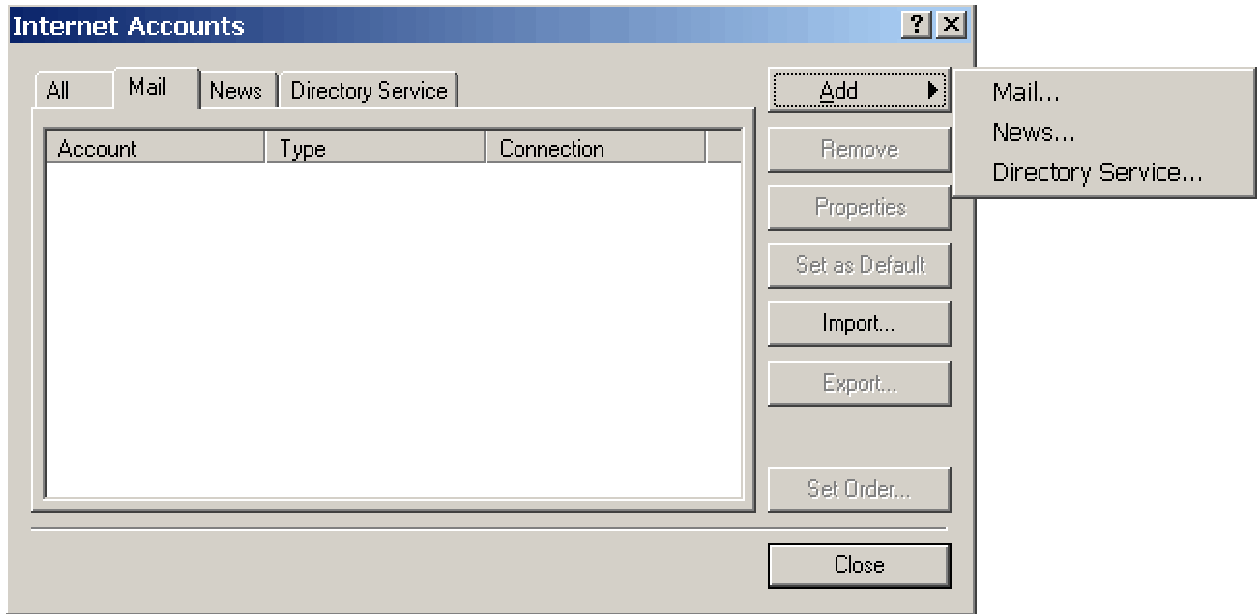 Internet Accounts
All Mail News Directory Service
Account Type Connection
Add
Remove
Properties
Set as Default
Import...
Export...
Set Order...
Close
Mail...
News...
Directory Service...